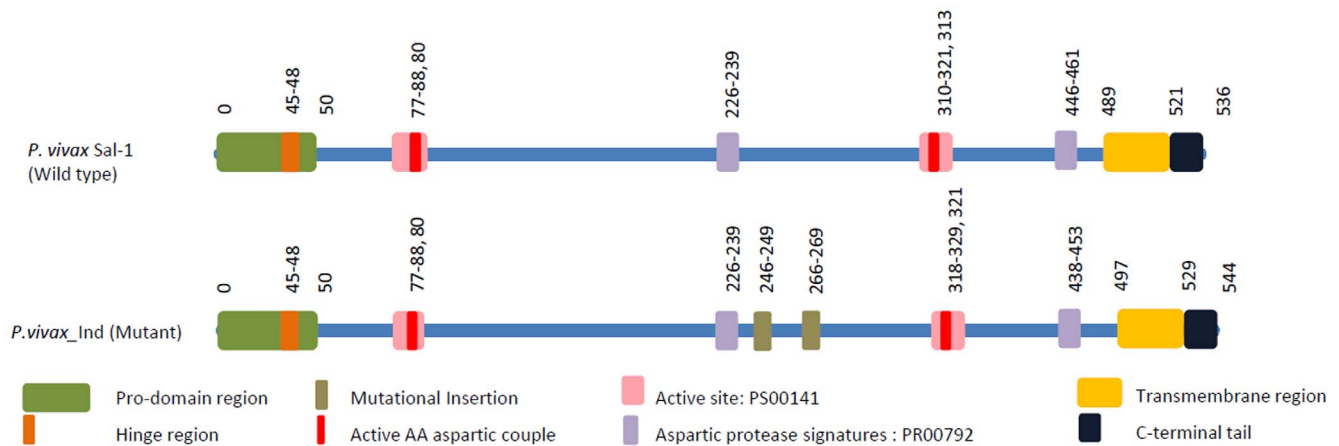 0
45-48
50
77-88, 80
226-239
310-321, 313
446-461
489
521
536
P. vivax Sal-1
(Wild type)
0
45-48
50
77-88, 80
226-239
246-249
266-269
318-329, 321
438-453
497
529
544
P.vivax_Ind (Mutant)
Pro-domain region
Mutational Insertion
Active site: PS00141
Transmembrane region
Hinge region
Active AA aspartic couple
Aspartic protease signatures : PR00792
C-terminal tail